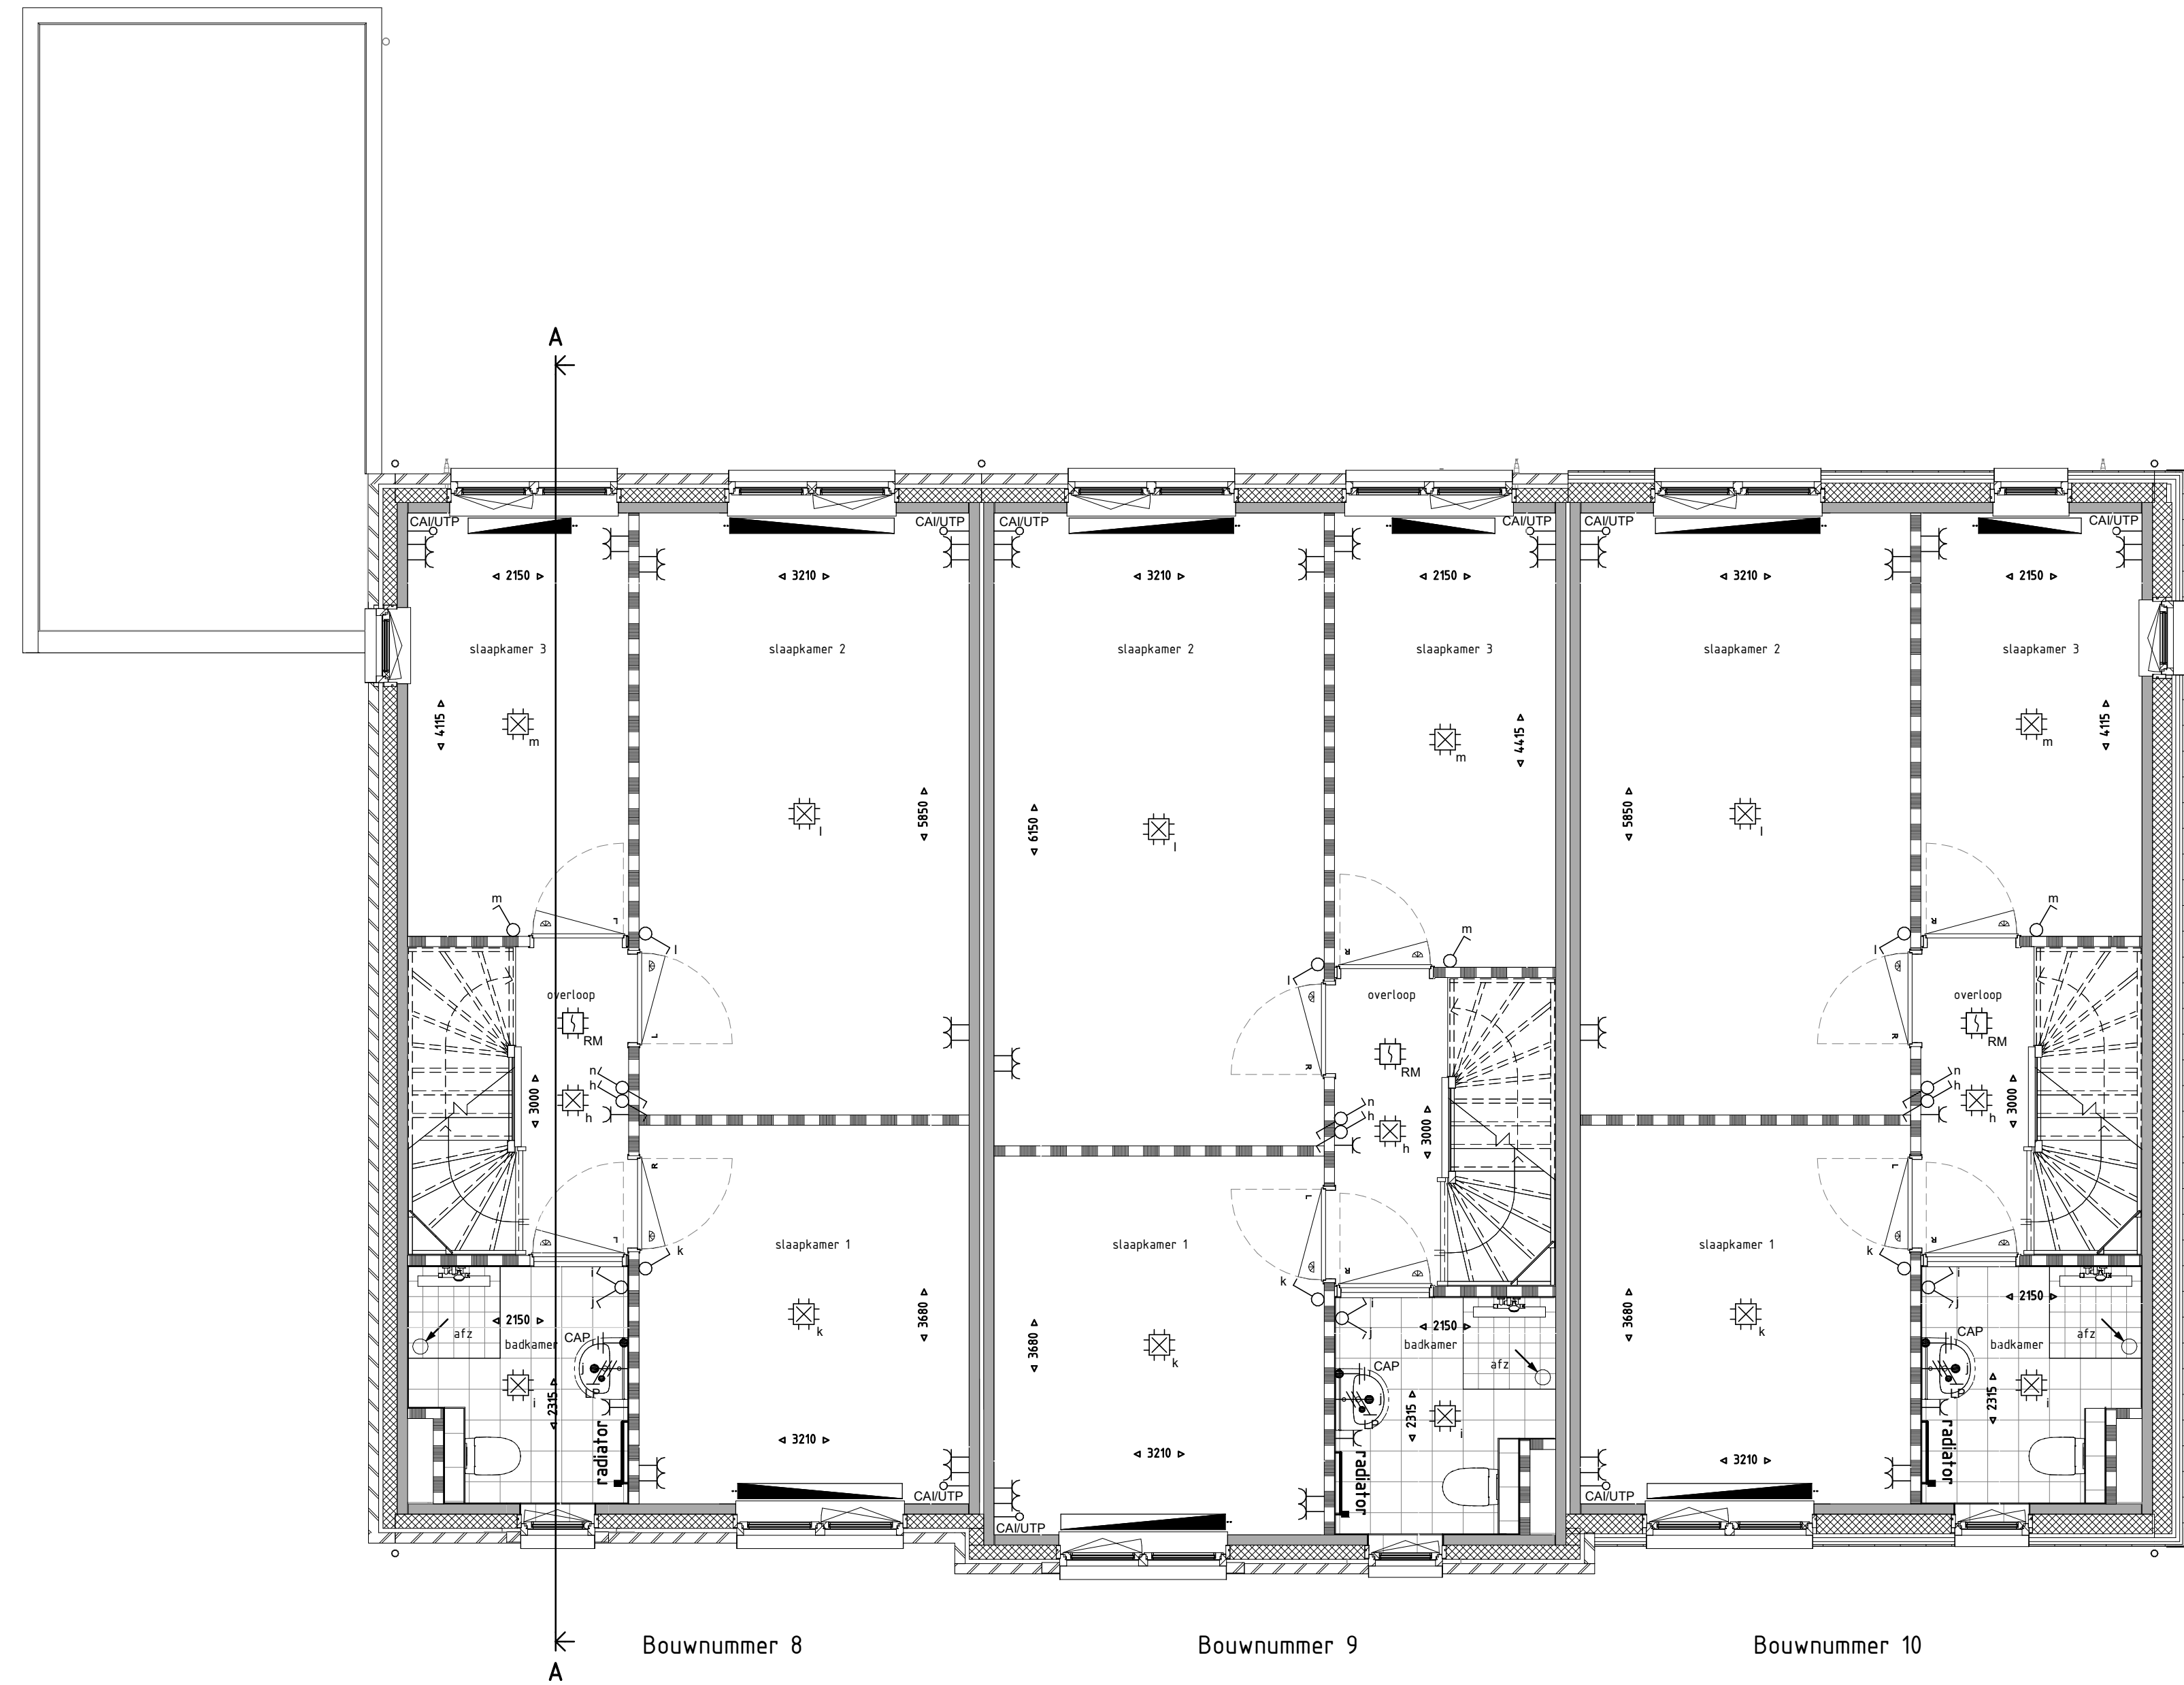 A
CAI/UTP CAI/UTP CAI/UTP CAI/UTP CAI/UTP CAI/UTP
2150 3210 3210 2150 3210 2150
slaapkamer 3 slaapkamer 2 slaapkamer 2 slaapkamer 3 slaapkamer 2 slaapkamer 3
4115 4415 4115
m m m
5850 6150 5850
l l l
m m m
L R R
l l l
overloop overloop overloop
L R R
RM RM RM
n n n
h h h
3000 h 3000 h 3000 h
R L L
L R R
slaapkamer 1 slaapkamer 1 slaapkamer 1
k k k
i i i
j j j
2150 3680 3680 2150 3680 2150
afz badkamer CAP badkamer CAP afz CAP badkamer afz
k k k
j j j
LP LP LP
i 2315 2315 i 2315 i
radiator radiator radiator
3210 3210 3210
CAI/UTP CAI/UTP CAI/UTP
Bouwnummer 8 Bouwnummer 9 Bouwnummer 10
A